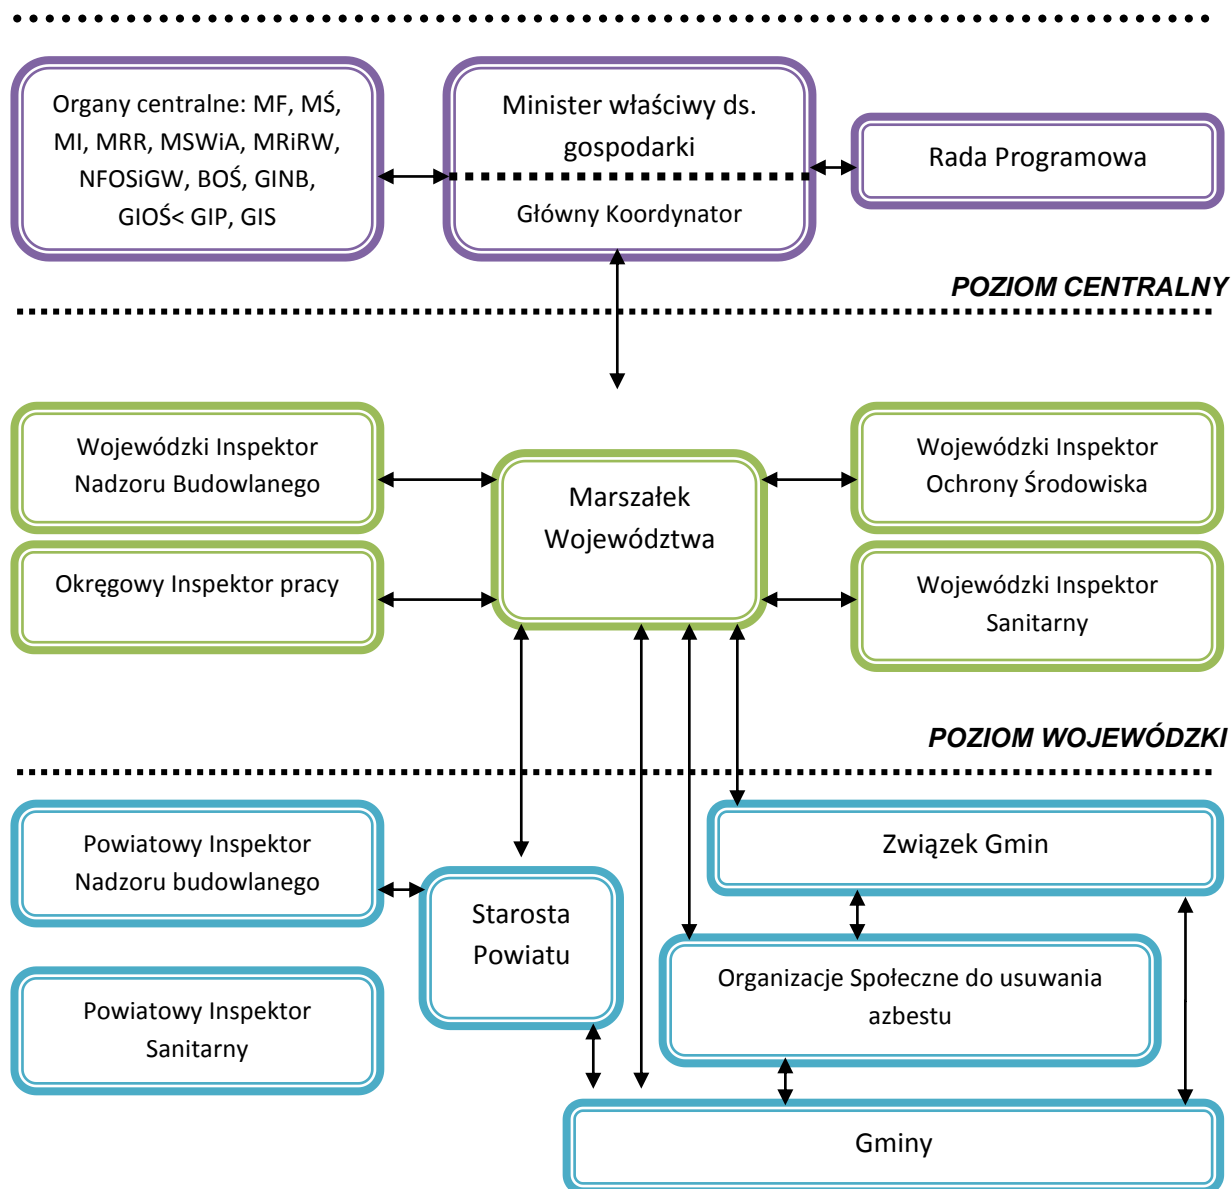 Organy centralne: MF, MŚ,
MI, MRR, MSWiA, MRiRW,
NFOSiGW, BOŚ, GINB,
GIOŚ< GIP, GIS
Minister właściwy ds.
gospodarki
Główny Koordynator
Rada Programowa
POZIOM CENTRALNY
Wojewódzki Inspektor
Nadzoru Budowlanego
Okręgowy Inspektor pracy
Marszałek
Województwa
Wojewódzki Inspektor
Ochrony Środowiska
Wojewódzki Inspektor
Sanitarny
POZIOM WOJEWÓDZKI
Powiatowy Inspektor
Nadzoru budowlanego
Powiatowy Inspektor
Sanitarny
Starosta
Powiatu
Związek Gmin
Organizacje Społeczne do usuwania
azbestu
Gminy